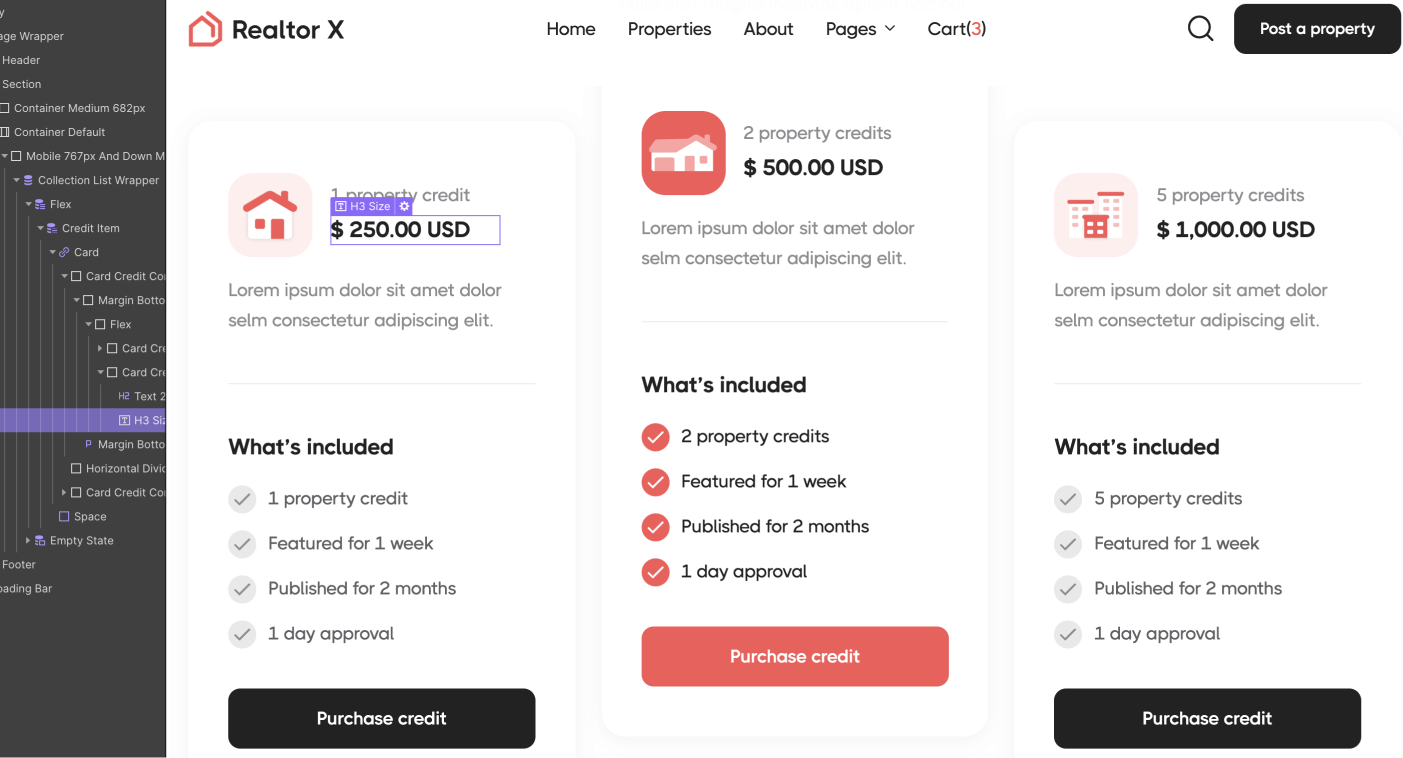 age Wrapper
Header
Section
Container Medium 682px
Container Default
Mobile 767px And Down M
Collection List Wrapper
Flex
Credit Item
Card
Card Credit Co
Margin Botto
Flex
Card Cre
Card Cre
H2 Text 2
H3 Siz
P Margin Botto
Horizontal Divid
Card Credit Co
Space
Empty State
Footer
oading Bar
Realtor X
Home
Properties
About
Pages
Cart(3)
Post a property
1 property credit
H3 Size
$ 250.00 USD
Lorem ipsum dolor sit amet dolor
selm consectetur adipiscing elit.
What's included
1 property credit
Featured for 1 week
Published for 2 months
1 day approval
Purchase credit
2 property credits
$ 500.00 USD
Lorem ipsum dolor sit amet dolor
selm consectetur adipiscing elit.
What's included
2 property credits
Featured for 1 week
Published for 2 months
1 day approval
Purchase credit
5 property credits
$ 1,000.00 USD
Lorem ipsum dolor sit amet dolor
selm consectetur adipiscing elit.
What's included
5 property credits
Featured for 1 week
Published for 2 months
1 day approval
Purchase credit